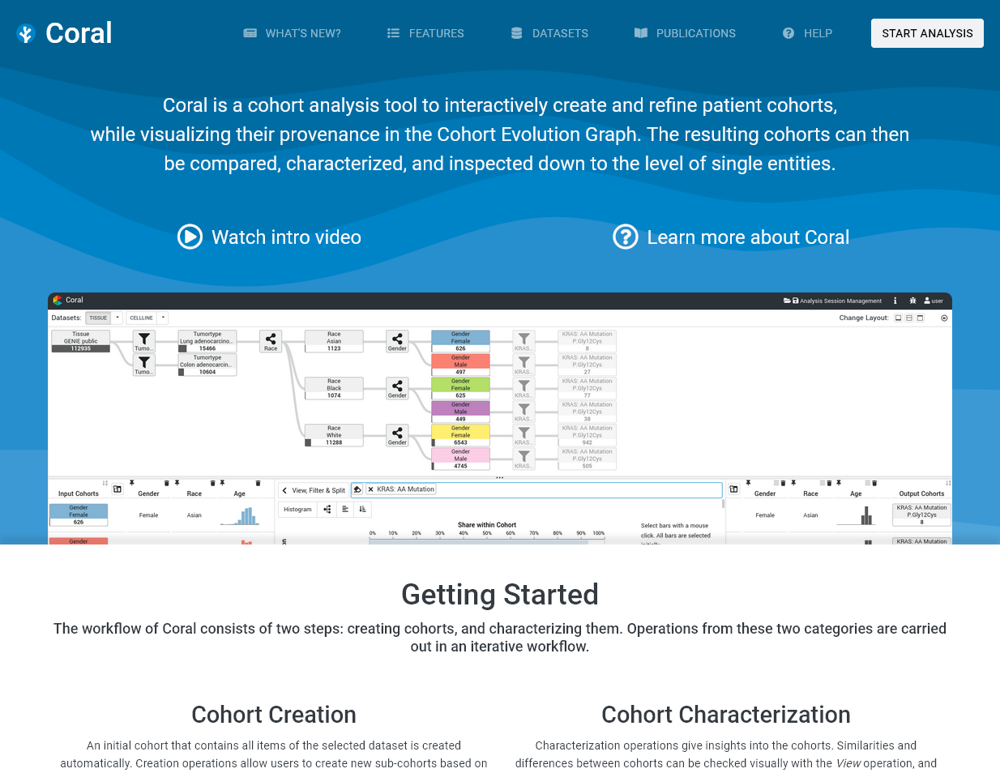 Coral
WHAT'S NEW?
FEATURES
DATASETS
PUBLICATIONS
HELP
START ANALYSIS
Coral is a cohort analysis tool to interactively create and refine patient cohorts,
while visualizing their provenance in the Cohort Evolution Graph. The resulting cohorts can then
be compared, characterized, and inspected down to the level of single entities.
Watch intro video
Learn more about Coral
Coral
Analysis Session Management
user
Datasets: TISSUE CELLLINE
Change Layout:
Tissue
GENIE public
112935
Tumo...
Tumo...
Tumortype
Lung adenocarcino...
15466
Tumortype
Colon adenocarcin...
10604
Race
Race
Asian
1123
Race
Black
1074
Race
White
11288
Gender
Gender
Gender
Gender
Female
626
Gender
Male
497
Gender
Female
625
Gender
Male
449
Gender
Female
6543
Gender
Male
4745
KRAS...
KRAS...
KRAS...
KRAS...
KRAS...
KRAS...
KRAS: AA Mutation
P.Gly12Cys
8
KRAS: AA Mutation
P.Gly12Cys
27
KRAS: AA Mutation
P.Gly12Cys
77
KRAS: AA Mutation
P.Gly12Cys
38
KRAS: AA Mutation
P.Gly12Cys
942
KRAS: AA Mutation
P.Gly12Cys
505
Input Cohorts
Gender
Race
Age
Gender
Female
626
Female
Asian
Gender
View, Filter & Split
KRAS: AA Mutation
Histogram
Share within Cohort
0% 10% 20% 30% 40% 50% 60% 70% 80% 90% 100%
Select bars with a mouse
click. All bars are selected
initially.
Gender
Race
Age
Output Cohorts
Female
Asian
KRAS: AA Mutation
P.Gly12Cys
8
KRAS: AA Mutation
Getting Started
The workflow of Coral consists of two steps: creating cohorts, and characterizing them. Operations from these two categories are carried
out in an iterative workflow.
Cohort Creation
An initial cohort that contains all items of the selected dataset is created
automatically. Creation operations allow users to create new sub-cohorts based on
Cohort Characterization
Characterization operations give insights into the cohorts. Similarities and
differences between cohorts can be checked visually with the View operation, and